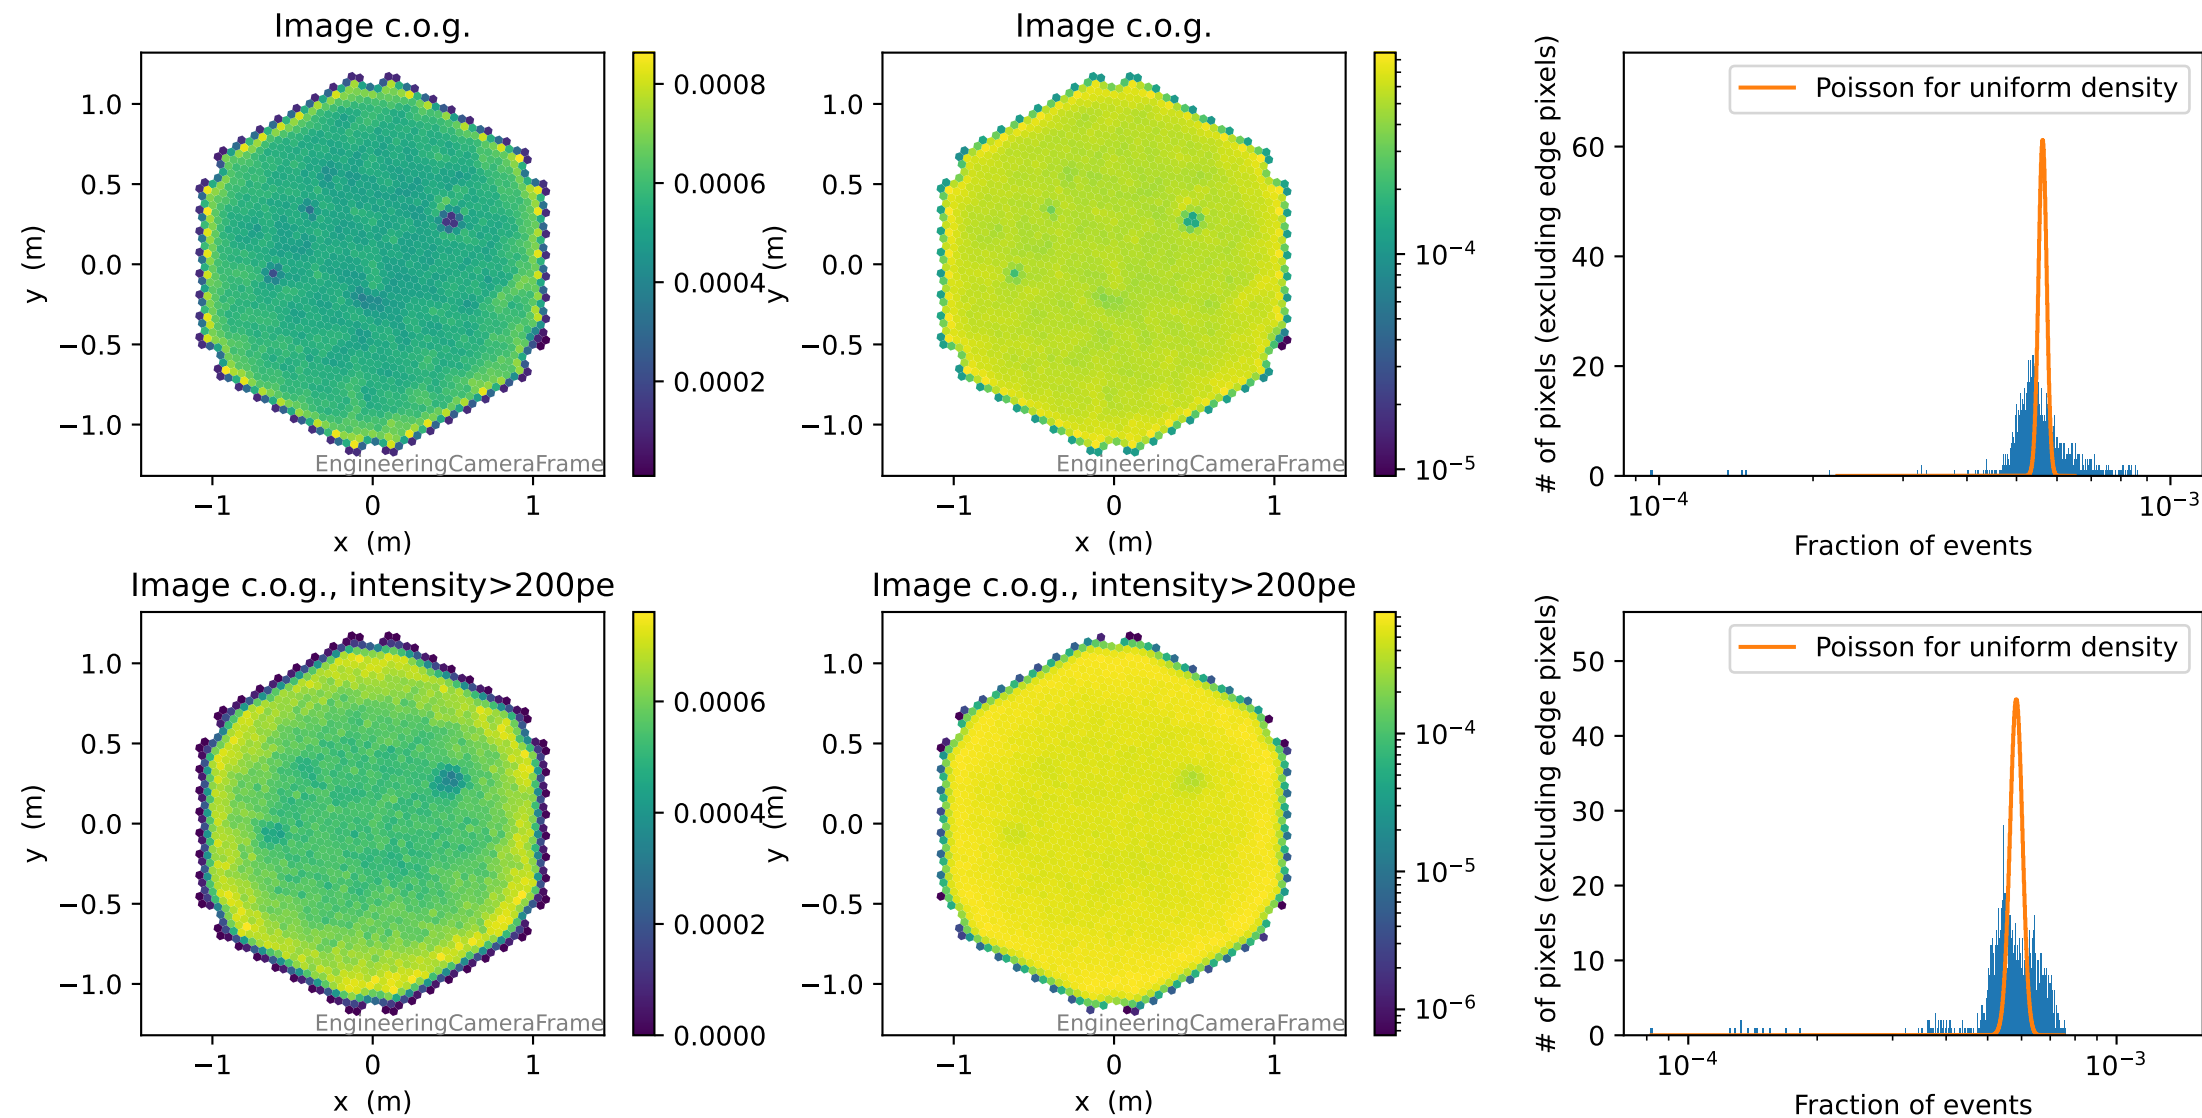 Image c.o.g.
1.0
0.5
0.0
−0.5
−1.0
y (m)
−1 0 1
x (m)
EngineeringCameraFrame
0.0008
0.0006
0.0004
0.0002
Image c.o.g.
1.0
0.5
0.0
−0.5
−1.0
y (m)
−1 0 1
x (m)
EngineeringCameraFrame
10−4
10−5
# of pixels (excluding edge pixels)
60
40
20
0
Poisson for uniform density
10−4 10−3
Fraction of events
Image c.o.g., intensity>200pe
1.0
0.5
0.0
−0.5
−1.0
y (m)
−1 0 1
x (m)
EngineeringCameraFrame
0.0006
0.0004
0.0002
0.0000
Image c.o.g., intensity>200pe
1.0
0.5
0.0
−0.5
−1.0
y (m)
−1 0 1
x (m)
EngineeringCameraFrame
10−4
10−5
10−6
# of pixels (excluding edge pixels)
50
40
30
20
10
0
Poisson for uniform density
10−4 10−3
Fraction of events